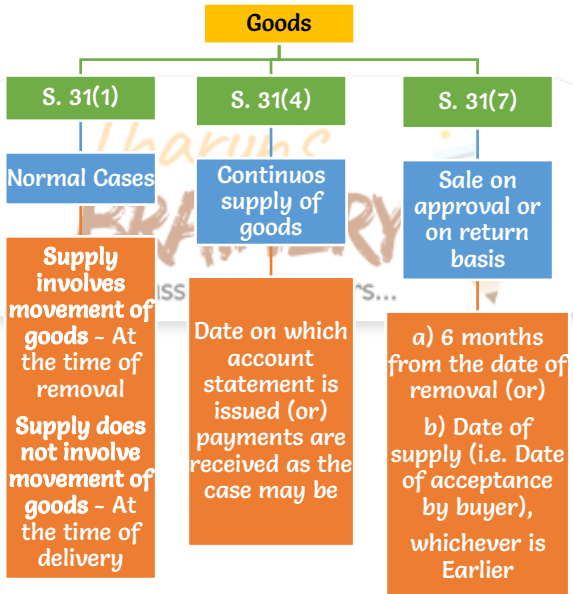 Goods
S. 31(1)
Normal Cases
Supply
involves
movement of
goods – At
the time of
removal
Supply does
not involve
movement of
goods – At
the time of
delivery
S. 31(4)
Continuos
supply of
goods
Date on which
account
statement is
issued (or)
payments are
received as the
case may be
S. 31(7)
Sale on
approval or
on return
basis
a) 6 months
from the date of
removal (or)
b) Date of
supply (i.e. Date
of acceptance
by buyer),
whichever is
Earlier